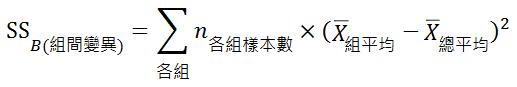 SS_B(組間變異) = ∑_各組 n_各組樣本數 × (X̄_組平均 − X̄_總平均)²